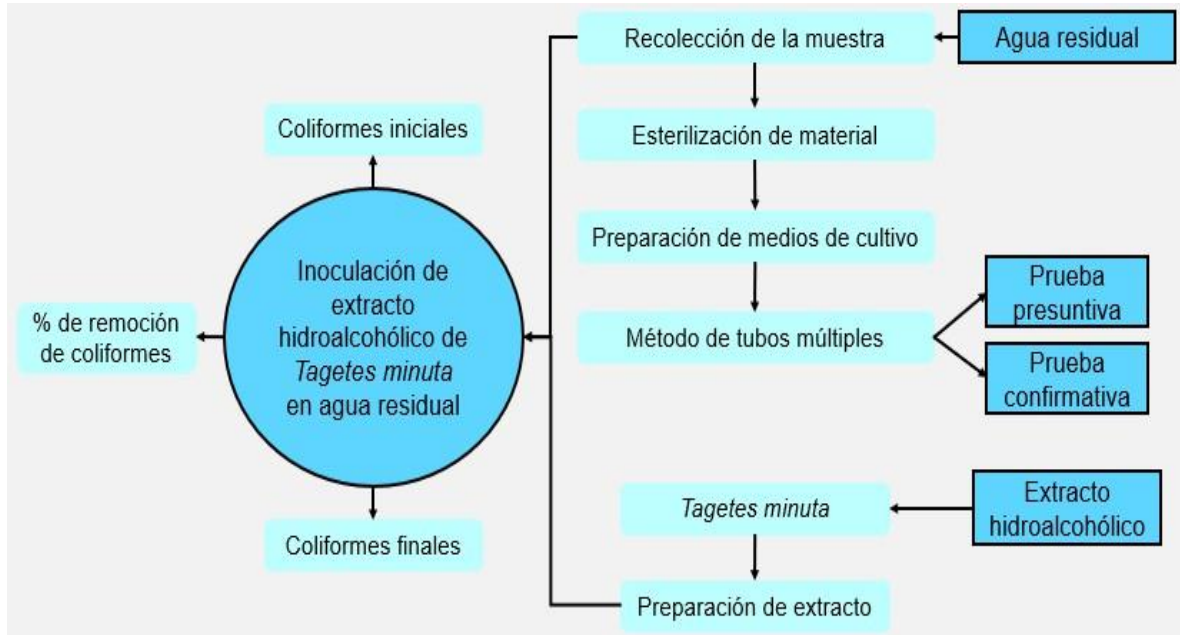 Recolección de la muestra
Agua residual
Coliformes iniciales
Esterilización de material
Preparación de medios de cultivo
Inoculación de
extracto
hidroalcohólico de
Tagetes minuta
en agua residual
% de remoción
de coliformes
Método de tubos múltiples
Prueba
presuntiva
Prueba
confirmativa
Tagetes minuta
Extracto
hidroalcohólico
Coliformes finales
Preparación de extracto